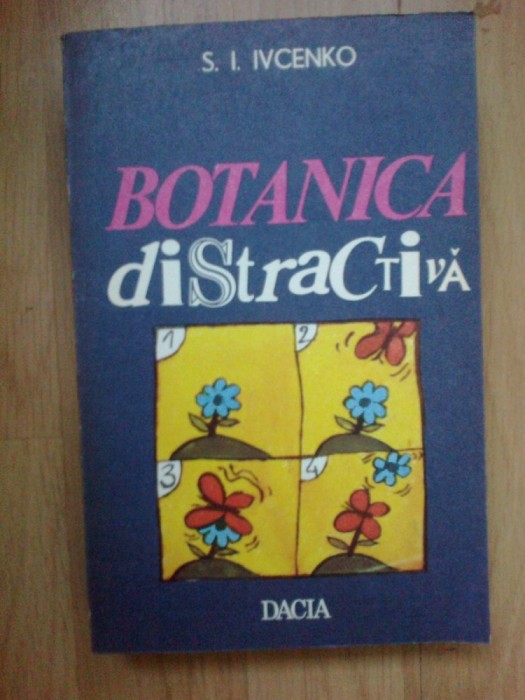 S. I. IVCENKO
BOTANICA
diStraCTivĂ
1
2
3
4
DACIA